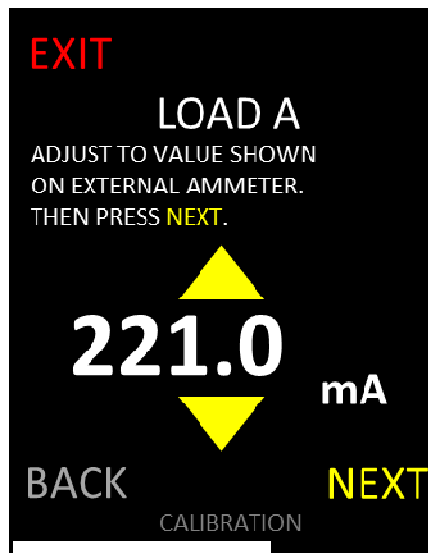 EXIT
LOAD A
ADJUST TO VALUE SHOWN
ON EXTERNAL AMMETER.
THEN PRESS NEXT.
221.0
mA
BACK
NEXT
CALIBRATION